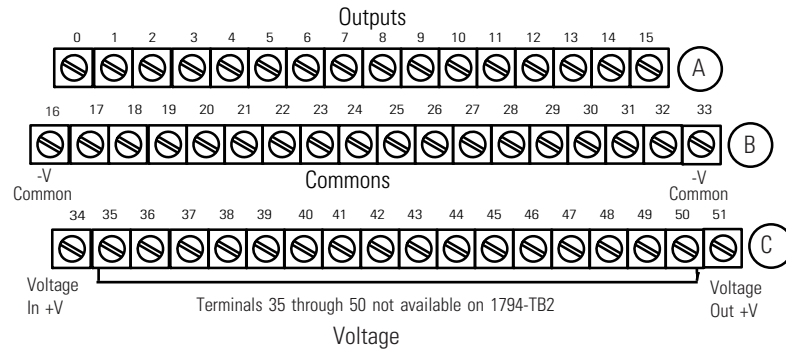 Outputs
0 1 2 3 4 5 6 7 8 9 10 11 12 13 14 15
A
16 17 18 19 20 21 22 23 24 25 26 27 28 29 30 31 32 33
B
-V Common
Commons
-V Common
34 35 36 37 38 39 40 41 42 43 44 45 46 47 48 49 50 51
C
Voltage
In +V
Terminals 35 through 50 not available on 1794-TB2
Voltage
Out +V
Voltage